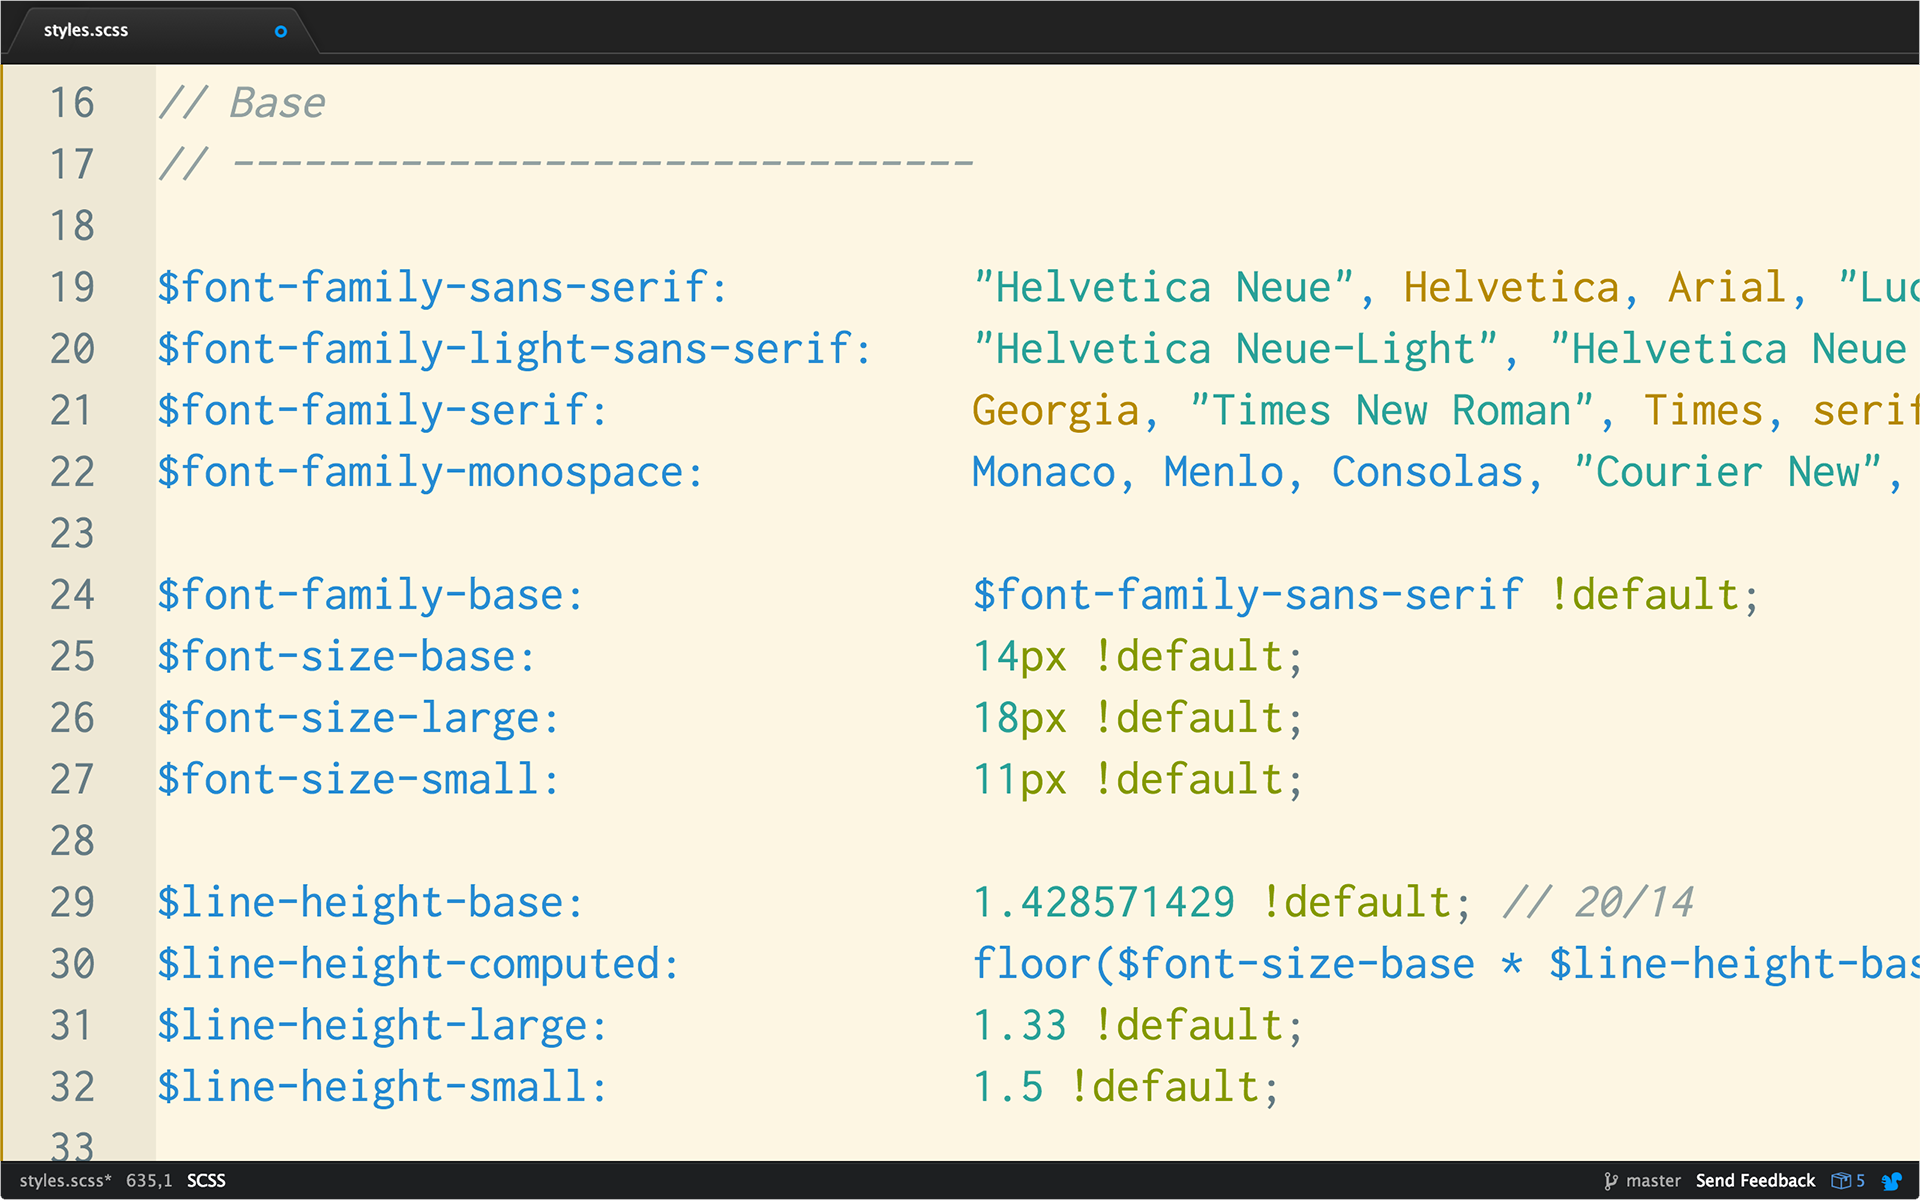 styles.scss
16 // Base
17 // -------------------------------
18
19 $font-family-sans-serif: "Helvetica Neue", Helvetica, Arial, "Luc
20 $font-family-light-sans-serif: "Helvetica Neue-Light", "Helvetica Neue
21 $font-family-serif: Georgia, "Times New Roman", Times, serif
22 $font-family-monospace: Monaco, Menlo, Consolas, "Courier New",
23
24 $font-family-base: $font-family-sans-serif !default;
25 $font-size-base: 14px !default;
26 $font-size-large: 18px !default;
27 $font-size-small: 11px !default;
28
29 $line-height-base: 1.428571429 !default; // 20/14
30 $line-height-computed: floor($font-size-base * $line-height-bas
31 $line-height-large: 1.33 !default;
32 $line-height-small: 1.5 !default;
33
styles.scss* 635,1 SCSS master Send Feedback 5